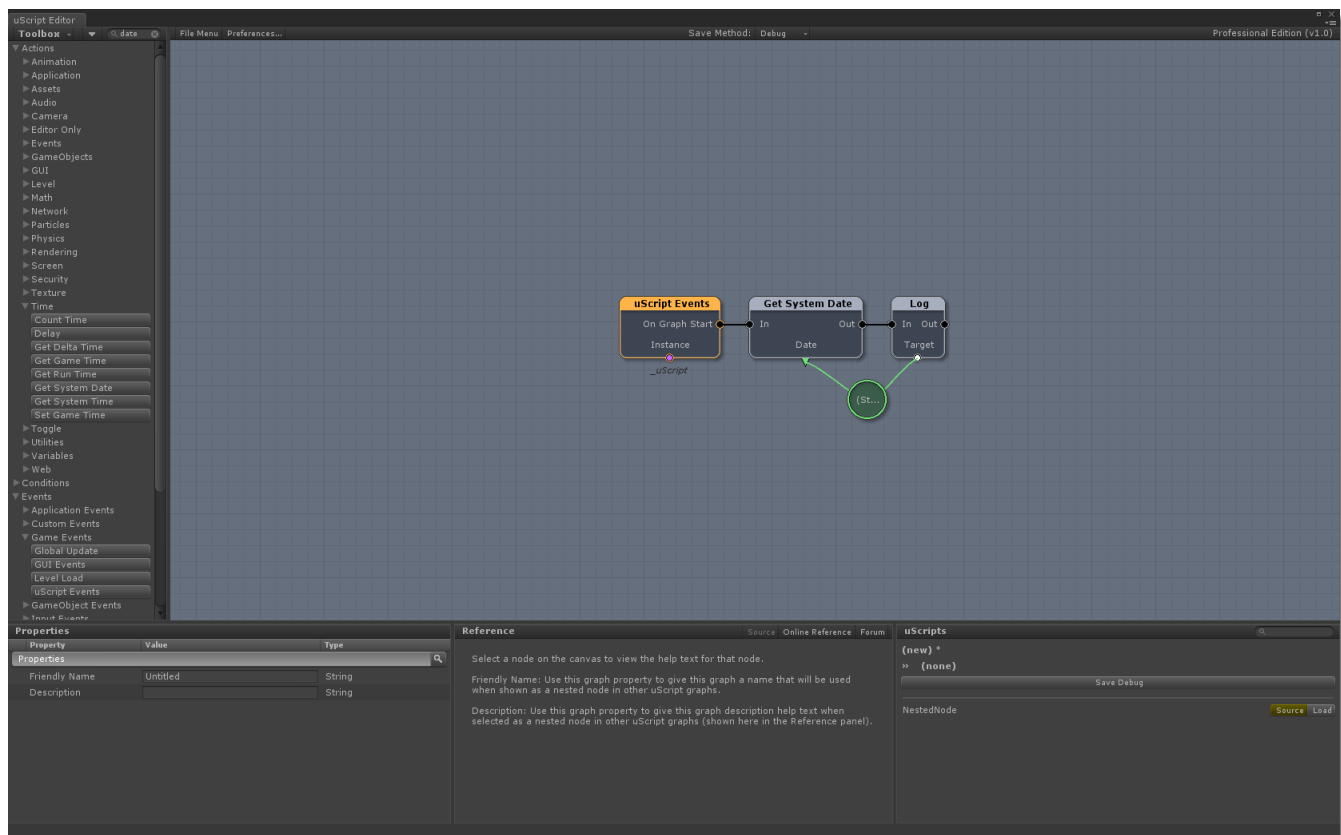 uScript Editor
Toolbox
date
File Menu Preferences...
Save Method: Debug
Professional Edition (v1.0)
Actions
Animation
Application
Assets
Audio
Camera
Editor Only
Events
GameObjects
GUI
Level
Math
Network
Particles
Physics
Rendering
Screen
Security
Texture
Time
Count Time
Delay
Get Delta Time
Get Game Time
Get Run Time
Get System Date
Get System Time
Set Game Time
Toggle
Utilities
Variables
Web
Conditions
Events
Application Events
Custom Events
Game Events
Global Update
GUI Events
Level Load
uScript Events
GameObject Events
Input Events
uScript Events
On Graph Start
Instance
_uScript
Get System Date
In Out
Date
Log
In Out
Target
(St...
Properties
Property Value Type
Properties
Friendly Name Untitled String
Description String
Reference
Source Online Reference Forum
Select a node on the canvas to view the help text for that node.
Friendly Name: Use this graph property to give this graph a name that will be used
when shown as a nested node in other uScript graphs.
Description: Use this graph property to give this graph description help text when
selected as a nested node in other uScript graphs (shown here in the Reference panel).
uScripts
(new) *
» (none)
Save Debug
NestedNode
Source Load